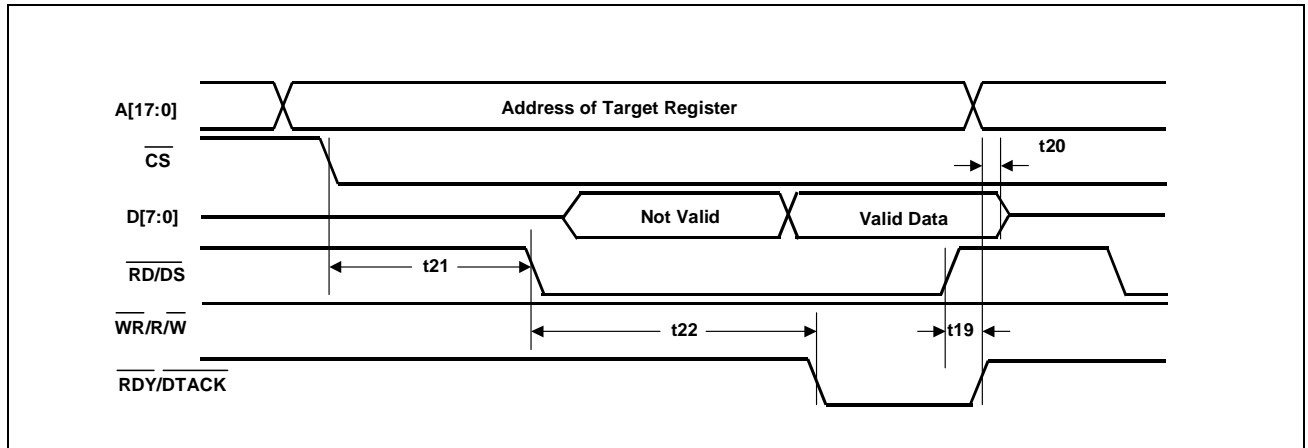 A[17:0]
Address of Target Register
t20
CS
D[7:0]
Not Valid
Valid Data
RD/DS
t21
WR/R/W
t22
t19
RDY/DTACK